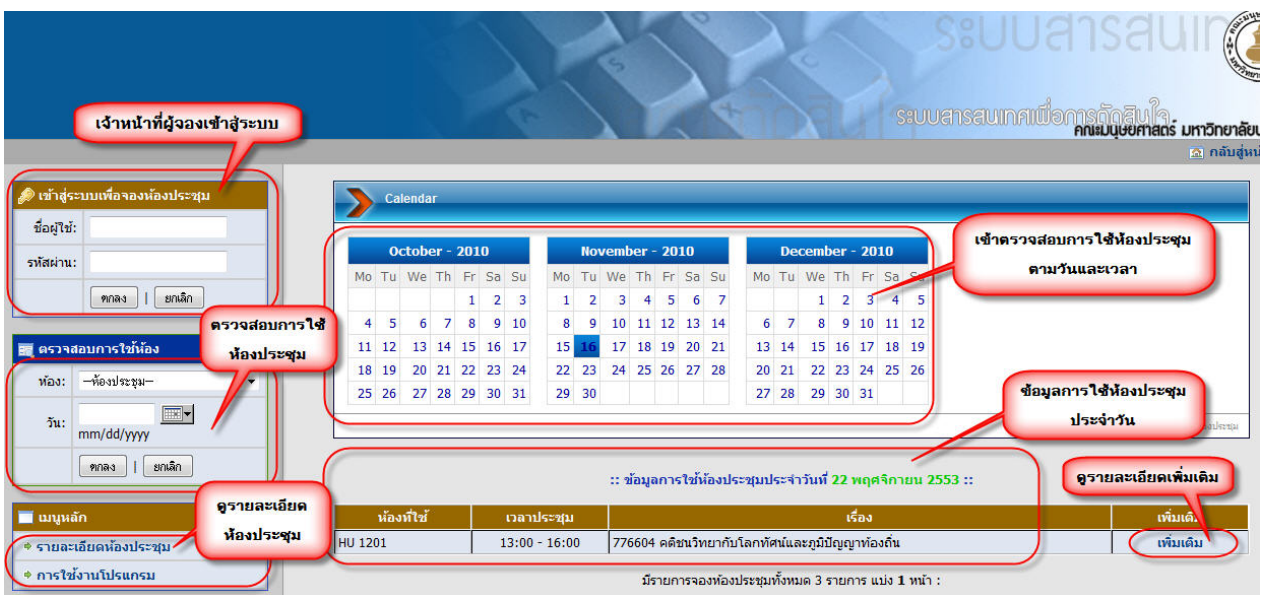 ระบบสารสนเท
ระบบสารสนเทศเพื่อการตัดสินใจ
คณะมนุษยศาสตร์ มหาวิทยาลัย
กลับสู่หน้
เจ้าหน้าที่ผู้จองเข้าสู่ระบบ
เข้าสู่ระบบเพื่อจองห้องประชุม
ชื่อผู้ใช้:
รหัสผ่าน:
ตกลง | ยกเลิก
ตรวจสอบการใช้
ห้องประชุม
ตรวจสอบการใช้ห้อง
ห้อง: --ห้องประชุม--
วัน:
mm/dd/yyyy
ตกลง | ยกเลิก
ดูรายละเอียด
ห้องประชุม
เมนูหลัก
รายละเอียดห้องประชุม
การใช้งานโปรแกรม
Calendar
เข้าตรวจสอบการใช้ห้องประชุม
ตามวันและเวลา
October - 2010
Mo Tu We Th Fr Sa Su
1 2 3
4 5 6 7 8 9 10
11 12 13 14 15 16 17
18 19 20 21 22 23 24
25 26 27 28 29 30 31
November - 2010
Mo Tu We Th Fr Sa Su
1 2 3 4 5 6 7
8 9 10 11 12 13 14
15 16 17 18 19 20 21
22 23 24 25 26 27 28
29 30
December - 2010
Mo Tu We Th Fr Sa Su
1 2 3 4 5
6 7 8 9 10 11 12
13 14 15 16 17 18 19
20 21 22 23 24 25 26
27 28 29 30 31
ข้อมูลการใช้ห้องประชุม
ประจำวัน
:: ข้อมูลการใช้ห้องประชุมประจำวันที่ 22 พฤศจิกายน 2553 ::
ดูรายละเอียดเพิ่มเติม
ห้องที่ใช้ เวลาประชุม เรื่อง เพิ่มเติม
HU 1201 13:00 - 16:00 776604 คติชนวิทยากับโลกทัศน์และภูมิปัญญาท้องถิ่น เพิ่มเติม
มีรายการจองห้องประชุมทั้งหมด 3 รายการ แบ่ง 1 หน้า :